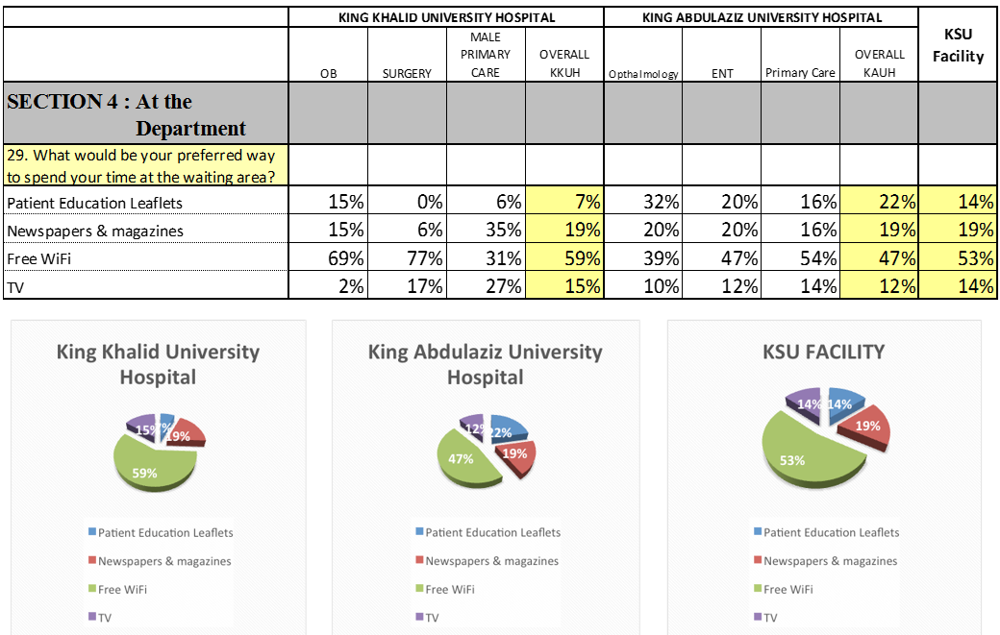 KING KHALID UNIVERSITY HOSPITAL KING ABDULAZIZ UNIVERSITY HOSPITAL KSU Facility
OB SURGERY MALE PRIMARY CARE OVERALL KKUH Opthalmology ENT Primary Care OVERALL KAUH
SECTION 4 : At the
Department
29. What would be your preferred way
to spend your time at the waiting area?
Patient Education Leaflets 15% 0% 6% 7% 32% 20% 16% 22% 14%
Newspapers & magazines 15% 6% 35% 19% 20% 20% 16% 19% 19%
Free WiFi 69% 77% 31% 59% 39% 47% 54% 47% 53%
TV 2% 17% 27% 15% 10% 12% 14% 12% 14%
King Khalid University
Hospital
15% 7% 19%
59%
Patient Education Leaflets
Newspapers & magazines
Free WiFi
TV
King Abdulaziz University
Hospital
12% 22%
47% 19%
Patient Education Leaflets
Newspapers & magazines
Free WiFi
TV
KSU FACILITY
14% 14%
19%
53%
Patient Education Leaflets
Newspapers & magazines
Free WiFi
TV